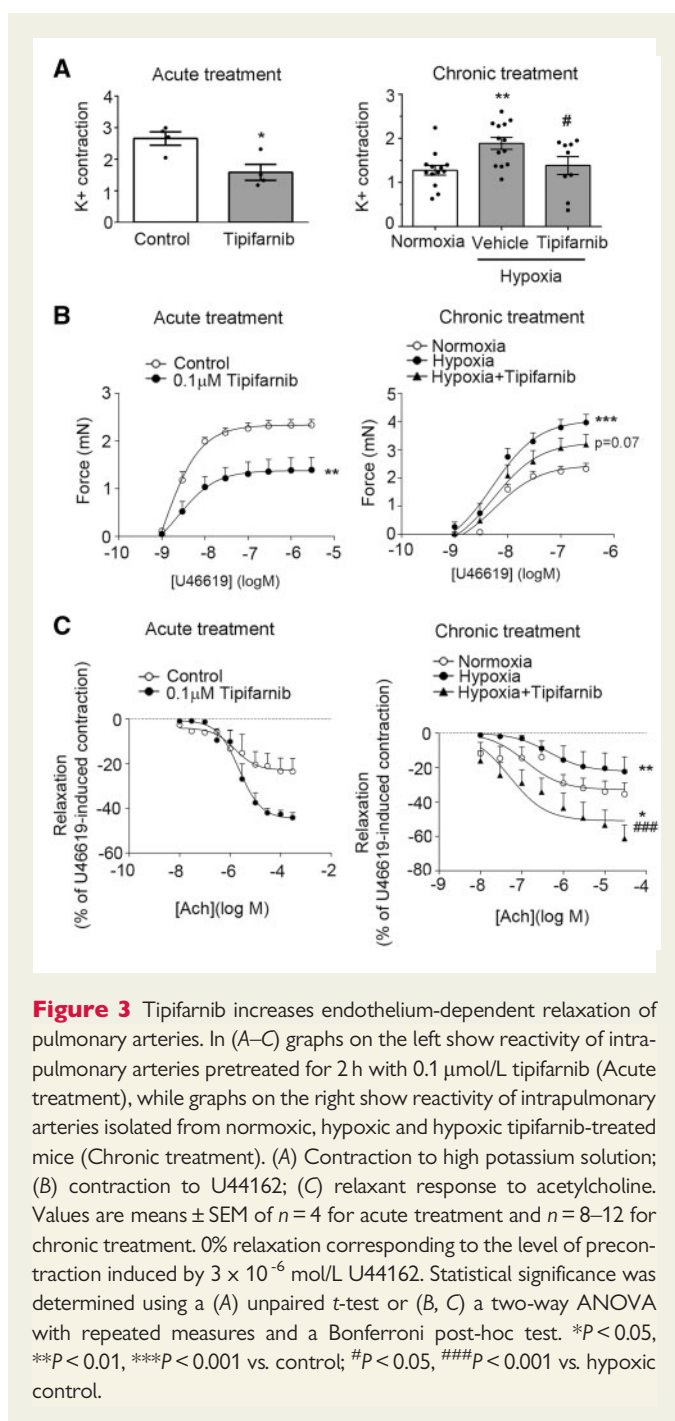 A
Acute treatment
Chronic treatment
K+ contraction
4
3
2
1
0
*
Control
Tipifarnib
K+ contraction
3
2
1
0
**
#
Normoxia
Vehicle
Tipifarnib
Hypoxia
B
Acute treatment
Chronic treatment
Control
0.1µM Tipifarnib
Normoxia
Hypoxia
Hypoxia+Tipifarnib
Force (mN)
3
2
1
0
**
-10 -9 -8 -7 -6 -5
[U46619] (logM)
Force (mN)
5
4
3
2
1
0
***
p=0.07
-10 -9 -8 -7 -6
[U46619] (logM)
C
Acute treatment
Chronic treatment
Control
0.1µM Tipifarnib
Normoxia
Hypoxia
Hypoxia+Tipifarnib
Relaxation
(% of U46619-induced contraction)
0
-20
-40
-60
-10 -8 -6 -4 -2
[Ach](log M)
Relaxation
(% of U46619-induced contraction)
0
-20
-40
-60
-80
**
*
###
-9 -8 -7 -6 -5 -4
[Ach](log M)
Figure 3 Tipifarnib increases endothelium-dependent relaxation of
pulmonary arteries. In (A–C) graphs on the left show reactivity of intra-
pulmonary arteries pretreated for 2 h with 0.1 µmol/L tipifarnib (Acute
treatment), while graphs on the right show reactivity of intrapulmonary
arteries isolated from normoxic, hypoxic and hypoxic tipifarnib-treated
mice (Chronic treatment). (A) Contraction to high potassium solution;
(B) contraction to U44162; (C) relaxant response to acetylcholine.
Values are means ± SEM of n = 4 for acute treatment and n = 8–12 for
chronic treatment. 0% relaxation corresponding to the level of precon-
traction induced by 3 x 10⁻⁶ mol/L U44162. Statistical significance was
determined using a (A) unpaired t-test or (B, C) a two-way ANOVA
with repeated measures and a Bonferroni post-hoc test. *P < 0.05,
**P < 0.01, ***P < 0.001 vs. control; #P < 0.05, ###P < 0.001 vs. hypoxic
control.